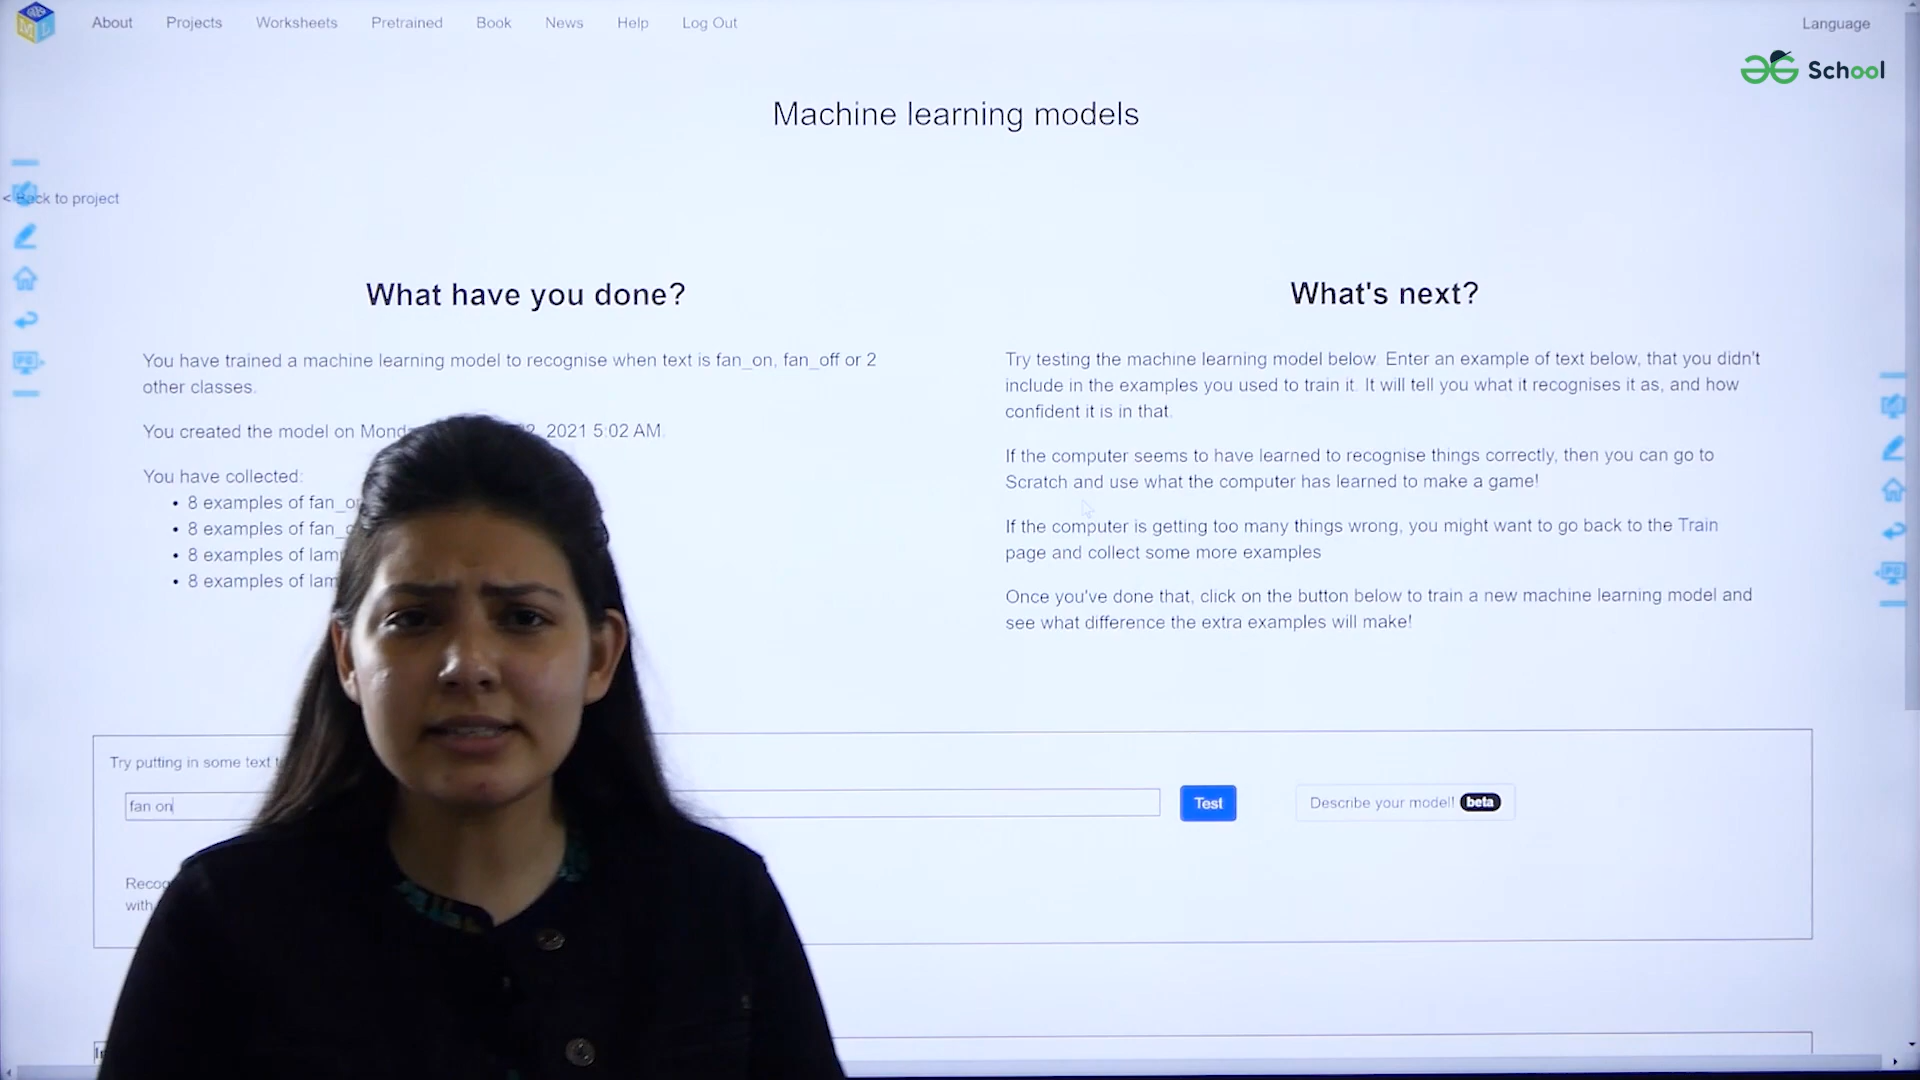 About Projects Worksheets Pretrained Book News Help Log Out Language
School
Machine learning models
< Back to project
What have you done?
You have trained a machine learning model to recognise when text is fan_on, fan_off or 2
other classes.
You created the model on 2021 5:02 AM.
You have collected:
• 8 examples of
• 8 examples of
• 8 examples of
• 8 examples of
What's next?
Try testing the machine learning model below. Enter an example of text below, that you didn't
include in the examples you used to train it. It will tell you what it recognises it as, and how
confident it is in that.
If the computer seems to have learned to recognise things correctly, then you can go to
Scratch and use what the computer has learned to make a game!
If the computer is getting too many things wrong, you might want to go back to the Train
page and collect some more examples
Once you've done that, click on the button below to train a new machine learning model and
see what difference the extra examples will make!
Try putting in some text
fan on
Test
Describe your model! beta
with